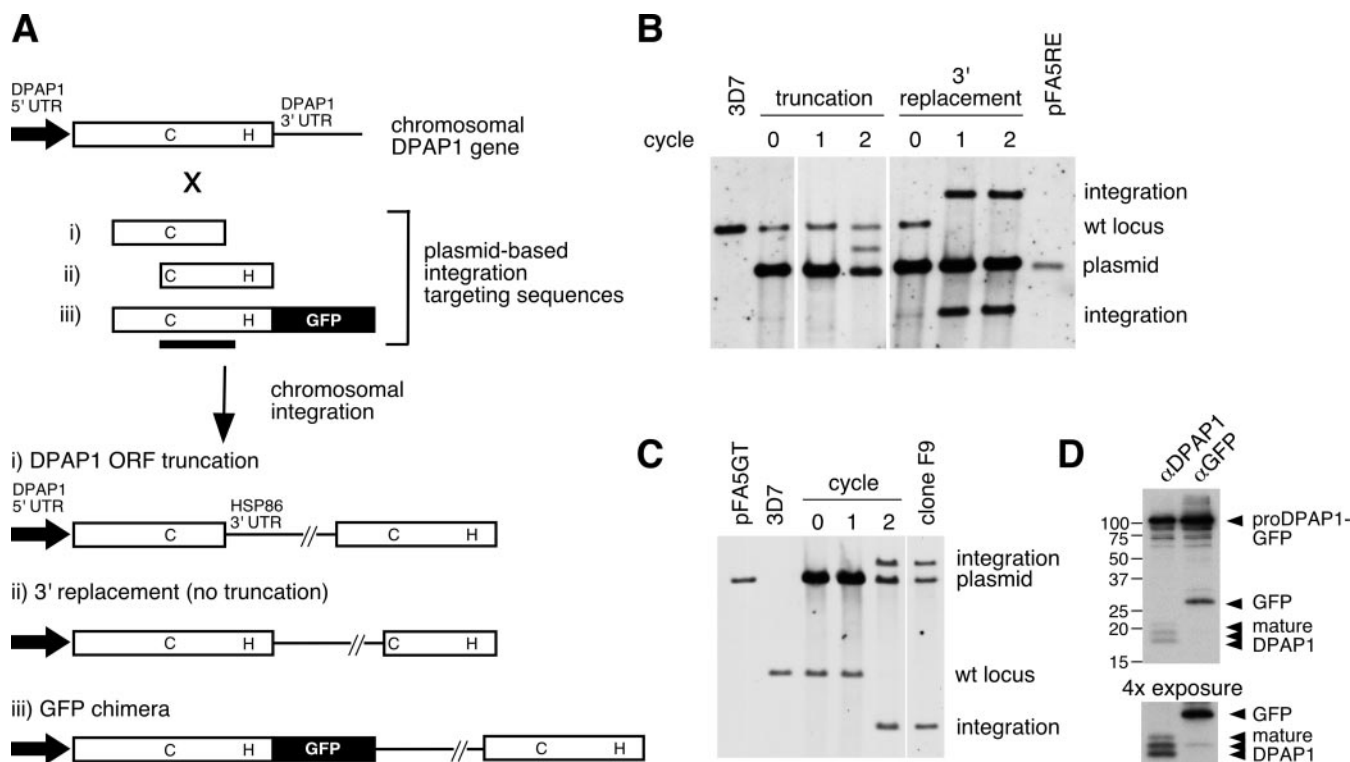 A
DPAP1
5' UTR
C H
DPAP1
3' UTR
chromosomal
DPAP1 gene
X
i) C
ii) C H
iii) C H GFP
plasmid-based
integration
targeting sequences
chromosomal
integration
i) DPAP1 ORF truncation
DPAP1
5' UTR
C
HSP86
3' UTR
//
C H
ii) 3' replacement (no truncation)
C H // C H
iii) GFP chimera
C H GFP // C H
B
3D7
truncation
3'
replacement
pFA5RE
cycle 0 1 2 0 1 2
integration
wt locus
plasmid
integration
C
pFA5GT
3D7
cycle
clone F9
0 1 2
integration
plasmid
wt locus
integration
D
αDPAP1
αGFP
100
75
50
37
25
20
15
proDPAP1-
GFP
GFP
mature
DPAP1
4x exposure
GFP
mature
DPAP1